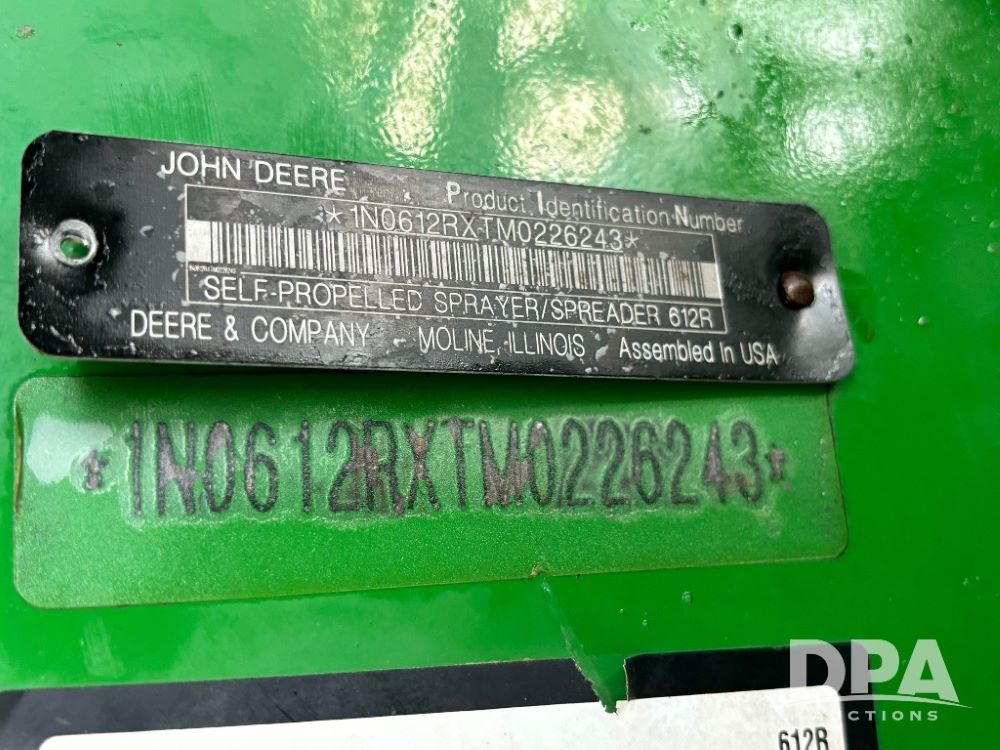 JOHN DEERE
Product Identification Number
*1N0612RXTM0226243*
SELF-PROPELLED SPRAYER/SPREADER 612R
DEERE & COMPANY MOLINE, ILLINOIS Assembled in USA
*1N0612RXTM0226243*
DPA
CTIONS
612R